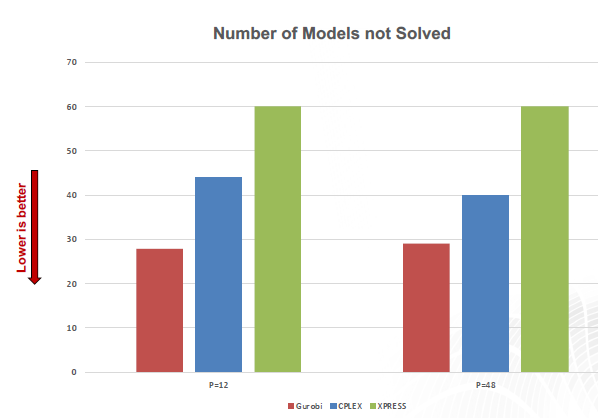 Number of Models not Solved
70
60
50
40
30
20
10
0
Lower is better
P=12
P=48
Gurobi
CPLEX
XPRESS